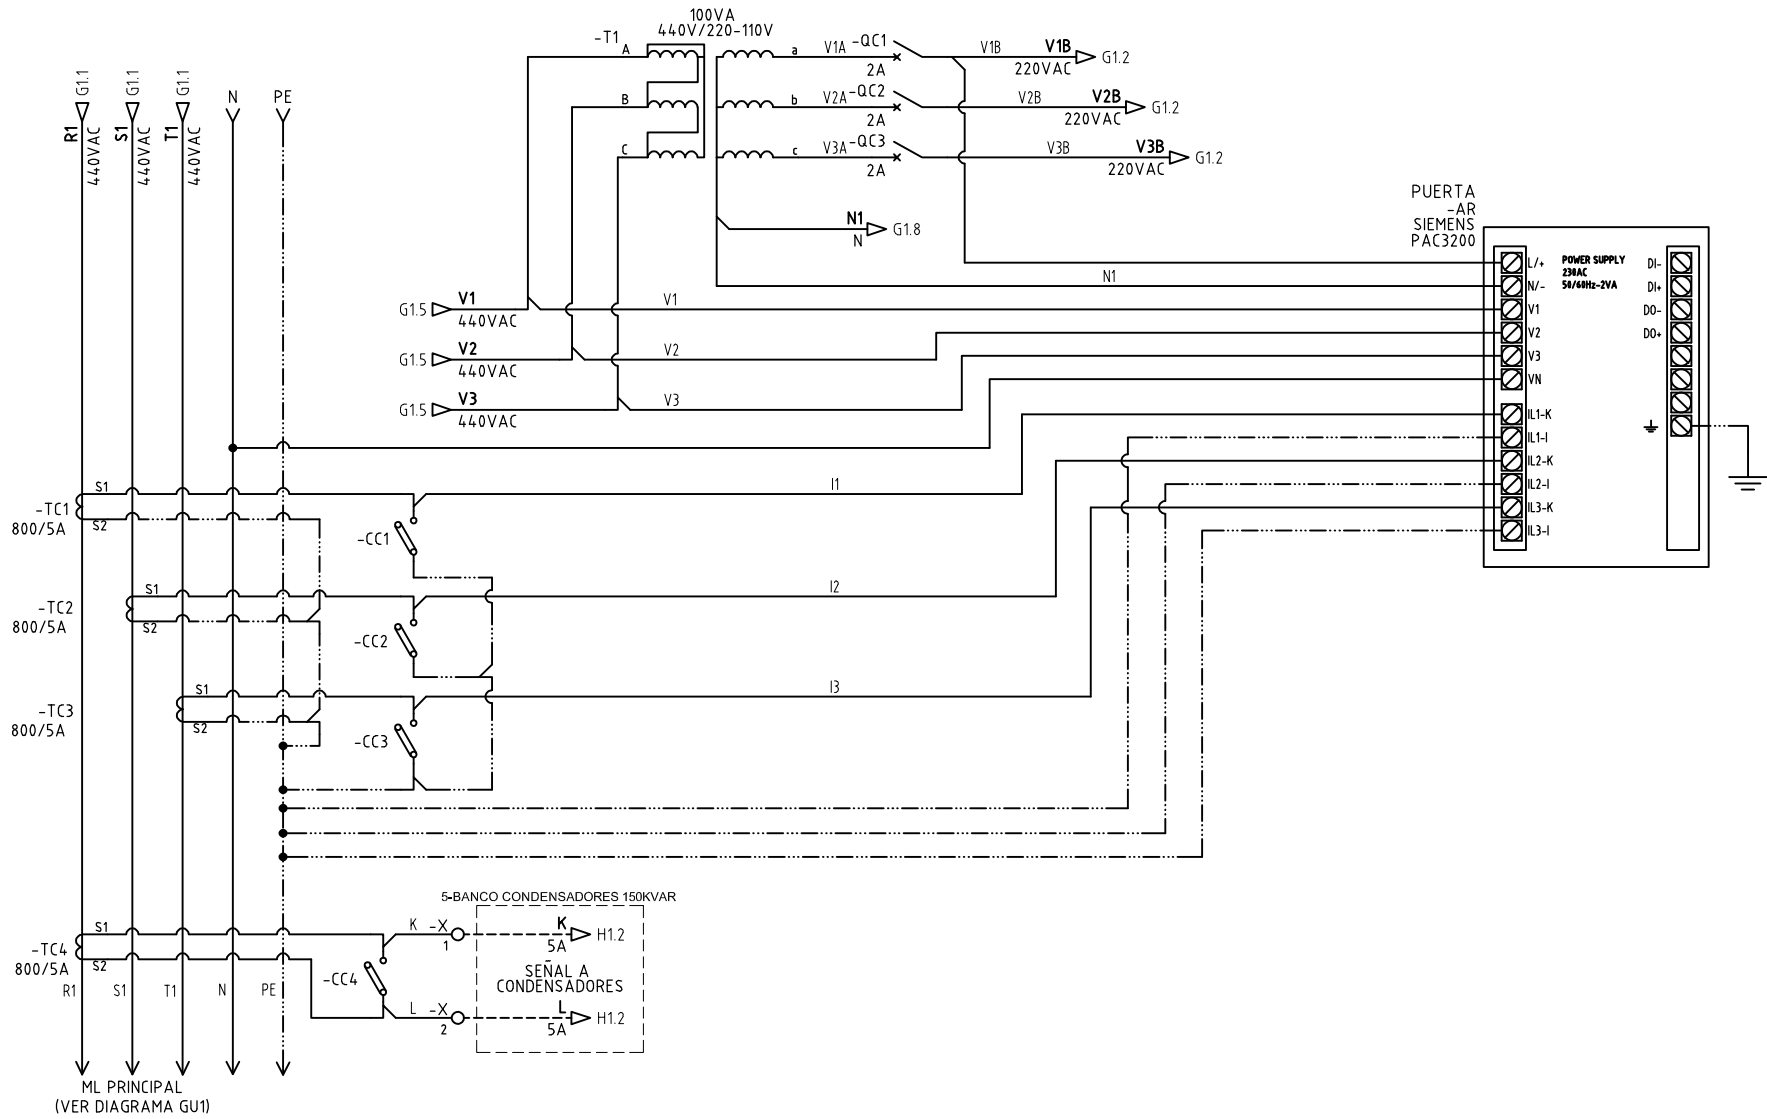 100VA
440V/220-110V
-T1
A
a
V1A
-QC1
2A
V1B
V1B
220VAC
G1.2
B
b
V2A
-QC2
2A
V2B
V2B
220VAC
G1.2
C
c
V3A
-QC3
2A
V3B
V3B
220VAC
G1.2
N1
N
G1.8
G1.1
R1
440VAC
G1.1
S1
440VAC
G1.1
T1
440VAC
N
PE
G1.5
V1
440VAC
V1
G1.5
V2
440VAC
V2
G1.5
V3
440VAC
V3
N1
PUERTA
-AR
SIEMENS
PAC3200
L/+
N/-
V1
V2
V3
VN
IL1-K
IL1-I
IL2-K
IL2-I
IL3-K
IL3-I
POWER SUPPLY
230AC
50/60Hz-2VA
DI-
DI+
DO-
DO+
-TC1
800/5A
S1
S2
-CC1
I1
-TC2
800/5A
S1
S2
-CC2
I2
-TC3
800/5A
S1
S2
-CC3
I3
5-BANCO CONDENSADORES 150KVAR
-TC4
800/5A
S1
S2
-CC4
K
-X
1
K
5A
H1.2
SEÑAL A
CONDENSADORES
L
-X
2
L
5A
H1.2
R1
S1
T1
N
PE
ML PRINCIPAL
(VER DIAGRAMA GU1)